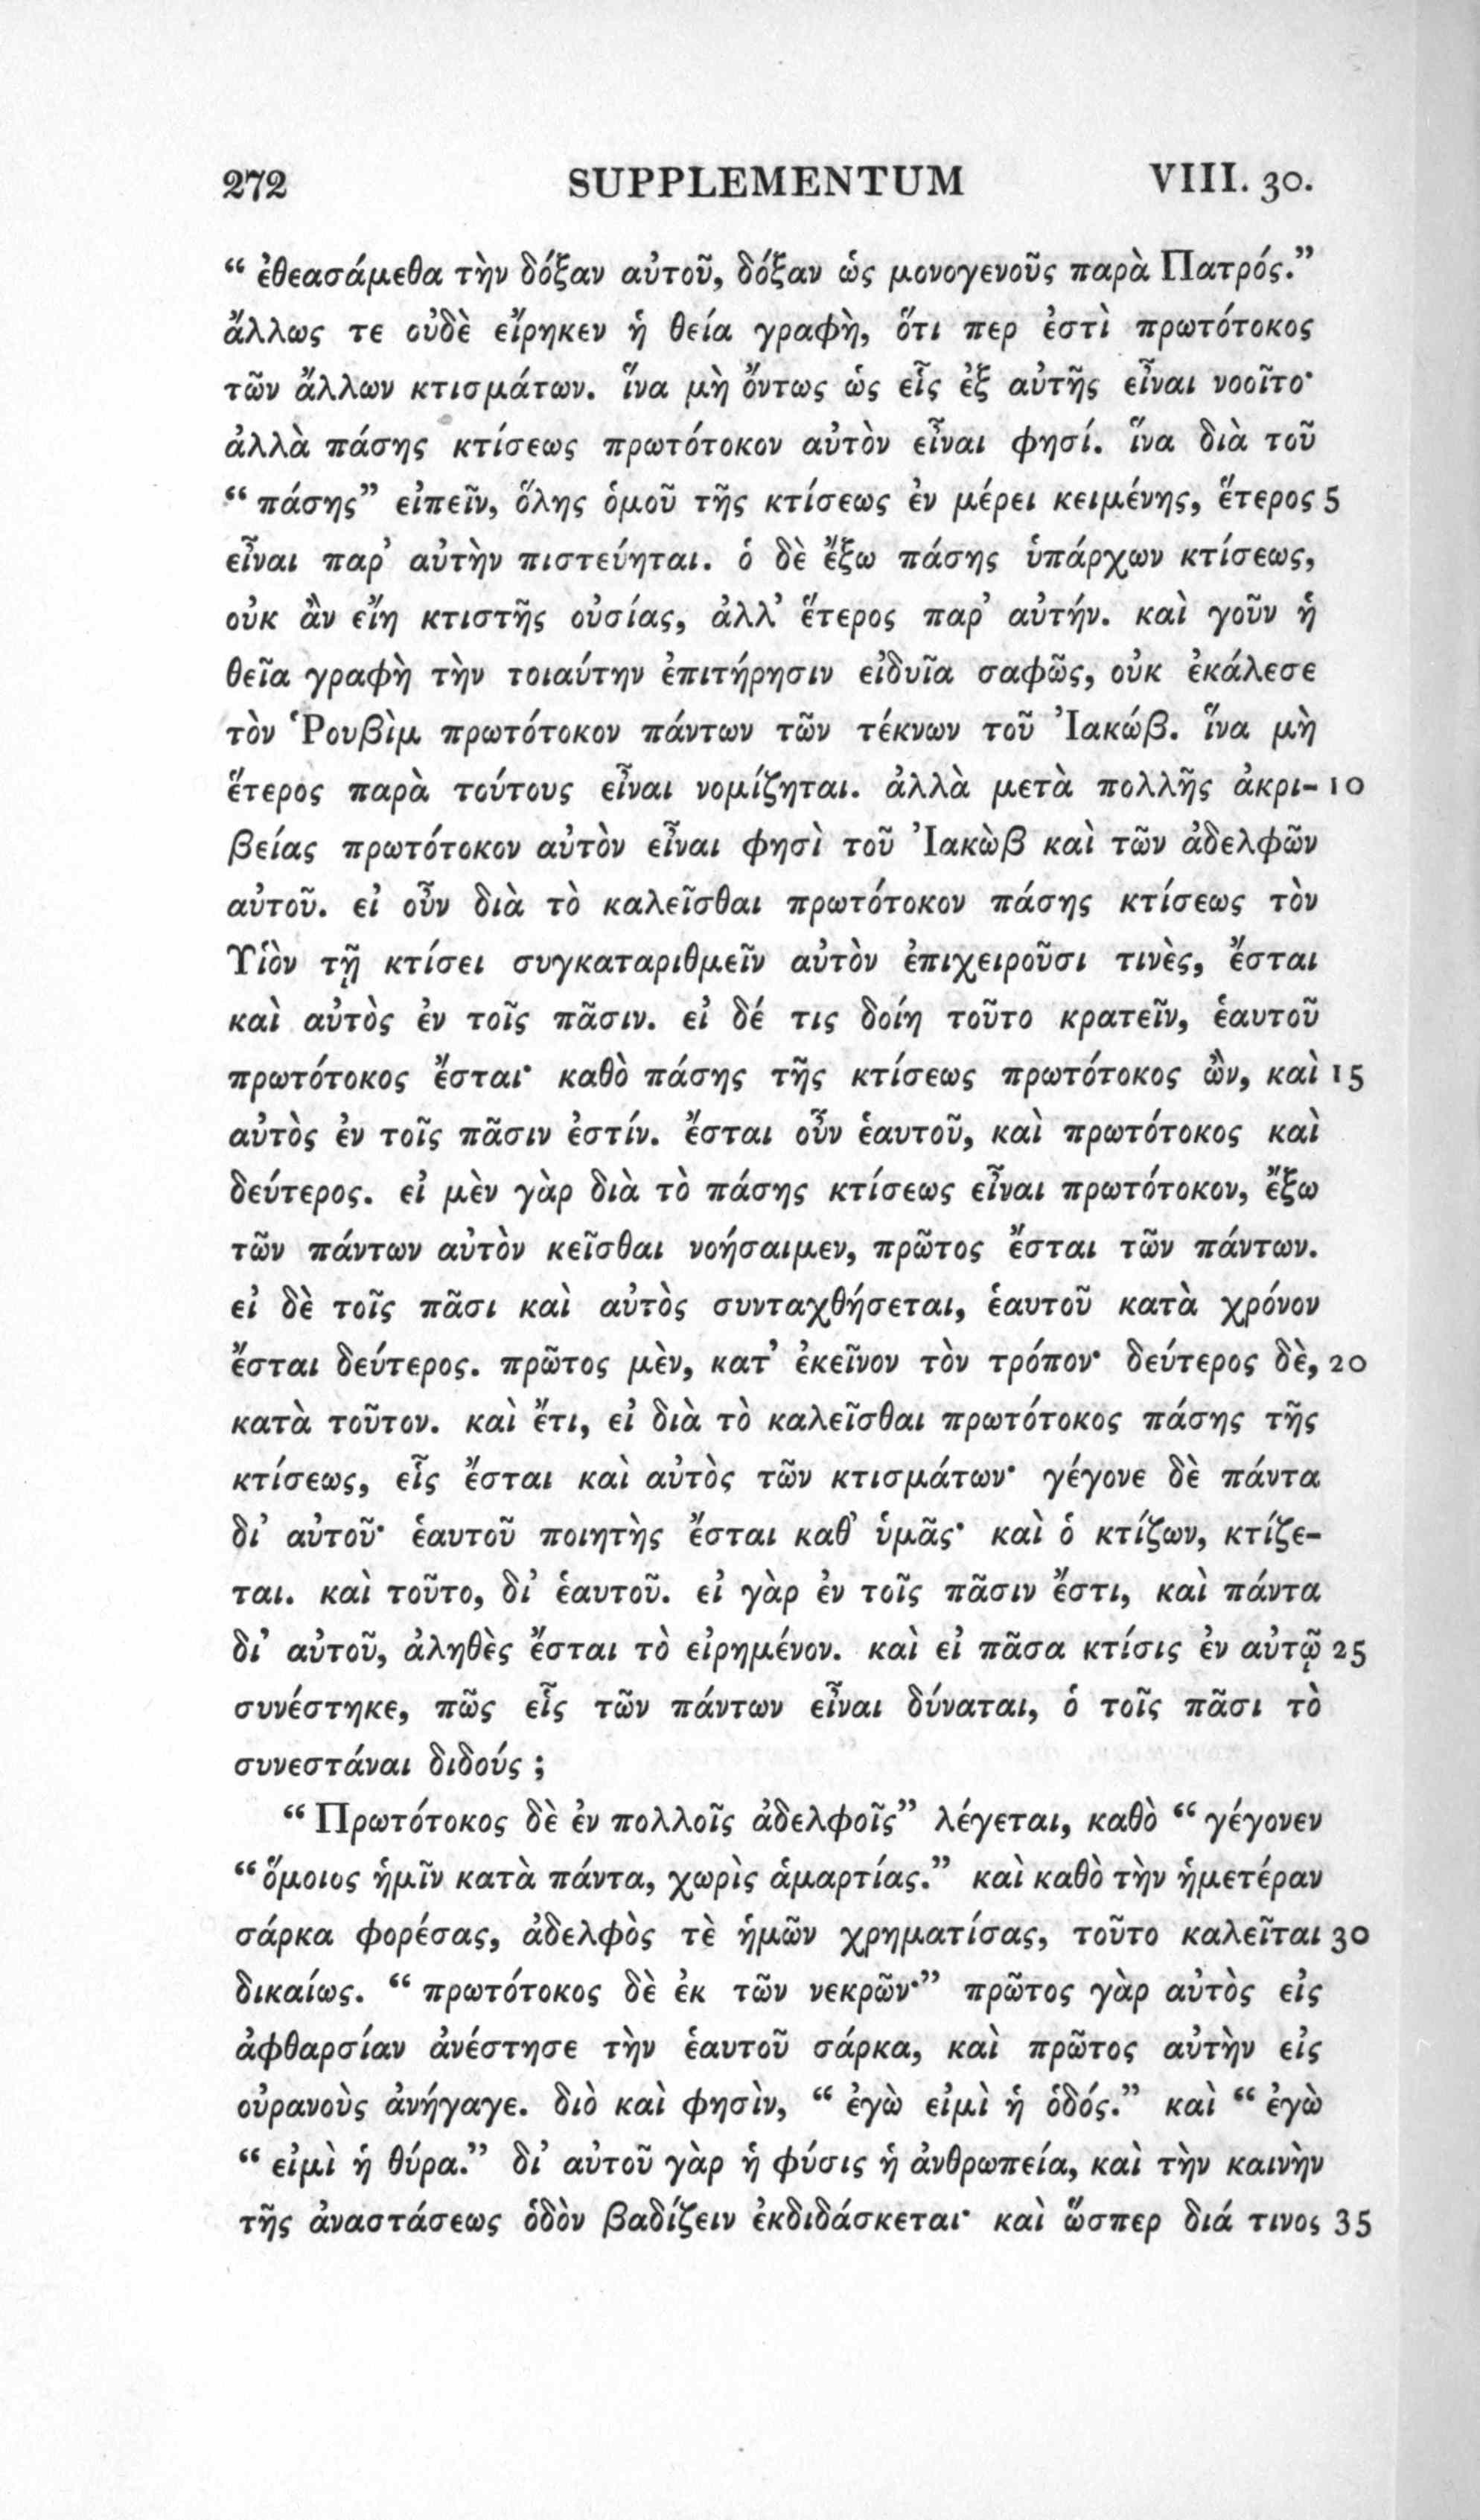 272 SUPPLEMENTUM VIII. 30.
“ ἐθεασάμεθα τὴν δόξαν αὐτοῦ, δόξαν ὡς μονογενοῦς παρὰ Πατρός.”
ἄλλως τε οὐδὲ εἴρηκεν ἡ θεία γραφὴ, ὅτι περ ἐστὶ πρωτότοκος
τῶν ἄλλων κτισμάτων. ἵνα μὴ ὄντως ὡς εἷς ἐξ αὐτῆς εἶναι νοοῖτο·
ἀλλὰ πάσης κτίσεως πρωτότοκον αὐτὸν εἶναι φησί. ἵνα διὰ τοῦ
“ πάσης” εἰπεῖν, ὅλης ὁμοῦ τῆς κτίσεως ἐν μέρει κειμένης, ἕτερος 5
εἶναι παρ’ αὐτὴν πιστεύηται. ὁ δὲ ἔξω πάσης ὑπάρχων κτίσεως,
οὐκ ἂν εἴη κτιστῆς οὐσίας, ἀλλ’ ἕτερος παρ’ αὐτήν. καὶ γοῦν ἡ
θεῖα γραφὴ τὴν τοιαύτην ἐπιτήρησιν εἰδυῖα σαφῶς, οὐκ ἐκάλεσε
τὸν Ῥουβὶμ πρωτότοκον πάντων τῶν τέκνων τοῦ Ἰακώβ. ἵνα μὴ
ἕτερος παρὰ τούτους εἶναι νομίζηται. ἀλλὰ μετὰ πολλῆς ἀκρι- 10
βείας πρωτότοκον αὐτὸν εἶναι φησὶ τοῦ Ἰακὼβ καὶ τῶν ἀδελφῶν
αὐτοῦ. εἰ οὖν διὰ τὸ καλεῖσθαι πρωτότοκον πάσης κτίσεως τὸν
Υἱὸν τῇ κτίσει συγκαταριθμεῖν αὐτὸν ἐπιχειροῦσι τινὲς, ἔσται
καὶ αὐτὸς ἐν τοῖς πᾶσιν. εἰ δέ τις δοίη τοῦτο κρατεῖν, ἑαυτοῦ
πρωτότοκος ἔσται· καθὸ πάσης τῆς κτίσεως πρωτότοκος ὢν, καὶ 15
αὐτὸς ἐν τοῖς πᾶσιν ἐστίν. ἔσται οὖν ἑαυτοῦ, καὶ πρωτότοκος καὶ
δεύτερος. εἰ μὲν γὰρ διὰ τὸ πάσης κτίσεως εἶναι πρωτότοκον, ἔξω
τῶν πάντων αὐτὸν κεῖσθαι νοήσαιμεν, πρῶτος ἔσται τῶν πάντων.
εἰ δὲ τοῖς πᾶσι καὶ αὐτὸς συνταχθήσεται, ἑαυτοῦ κατὰ χρόνον
ἔσται δεύτερος. πρῶτος μὲν, κατ’ ἐκεῖνον τὸν τρόπον· δεύτερος δὲ, 20
κατὰ τοῦτον. καὶ ἔτι, εἰ διὰ τὸ καλεῖσθαι πρωτότοκος πάσης τῆς
κτίσεως, εἷς ἔσται καὶ αὐτὸς τῶν κτισμάτων· γέγονε δὲ πάντα
δι’ αὐτοῦ· ἑαυτοῦ ποιητὴς ἔσται καθ’ ὑμᾶς· καὶ ὁ κτίζων, κτίζε-
ται. καὶ τοῦτο, δι’ ἑαυτοῦ. εἰ γὰρ ἐν τοῖς πᾶσιν ἔστι, καὶ πάντα
δι’ αὐτοῦ, ἀληθὲς ἔσται τὸ εἰρημένον. καὶ εἰ πᾶσα κτίσις ἐν αὐτῷ 25
συνέστηκε, πῶς εἷς τῶν πάντων εἶναι δύναται, ὁ τοῖς πᾶσι τὸ
συνεστάναι διδούς ;
“ Πρωτότοκος δὲ ἐν πολλοῖς ἀδελφοῖς” λέγεται, καθὸ “ γέγονεν
“ ὅμοιος ἡμῖν κατὰ πάντα, χωρὶς ἁμαρτίας.” καὶ καθὸ τὴν ἡμετέραν
σάρκα φορέσας, ἀδελφὸς τὲ ἡμῶν χρηματίσας, τοῦτο καλεῖται 30
δικαίως. “ πρωτότοκος δὲ ἐκ τῶν νεκρῶν·” πρῶτος γὰρ αὐτὸς εἰς
ἀφθαρσίαν ἀνέστησε τὴν ἑαυτοῦ σάρκα, καὶ πρῶτος αὐτὴν εἰς
οὐρανοὺς ἀνήγαγε. διὸ καὶ φησὶν, “ ἐγὼ εἰμὶ ἡ ὁδός.” καὶ “ ἐγὼ
“ εἰμὶ ἡ θύρα.” δι’ αὐτοῦ γὰρ ἡ φύσις ἡ ἀνθρωπεία, καὶ τὴν καινὴν
τῆς ἀναστάσεως ὁδὸν βαδίζειν ἐκδιδάσκεται· καὶ ὥσπερ διά τινος 35